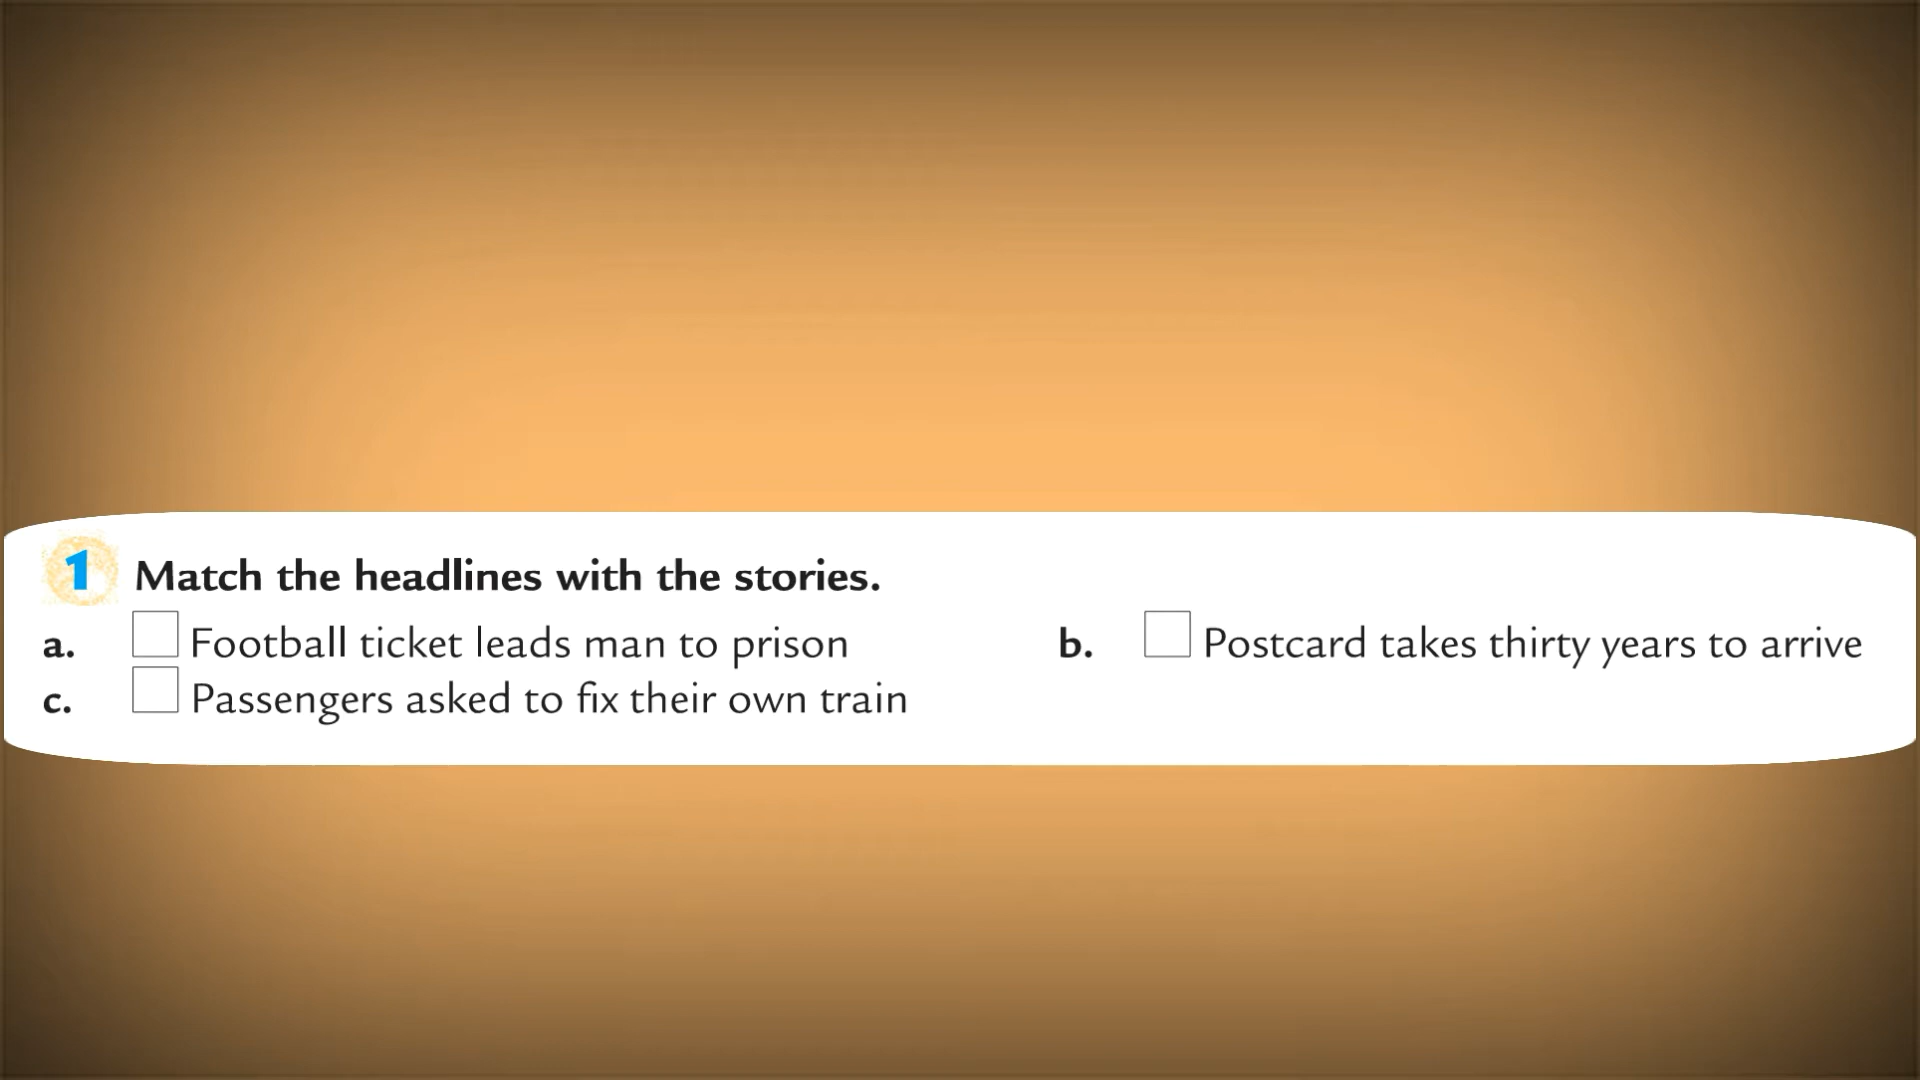 1 Match the headlines with the stories.
a. Football ticket leads man to prison b. Postcard takes thirty years to arrive
c. Passengers asked to fix their own train